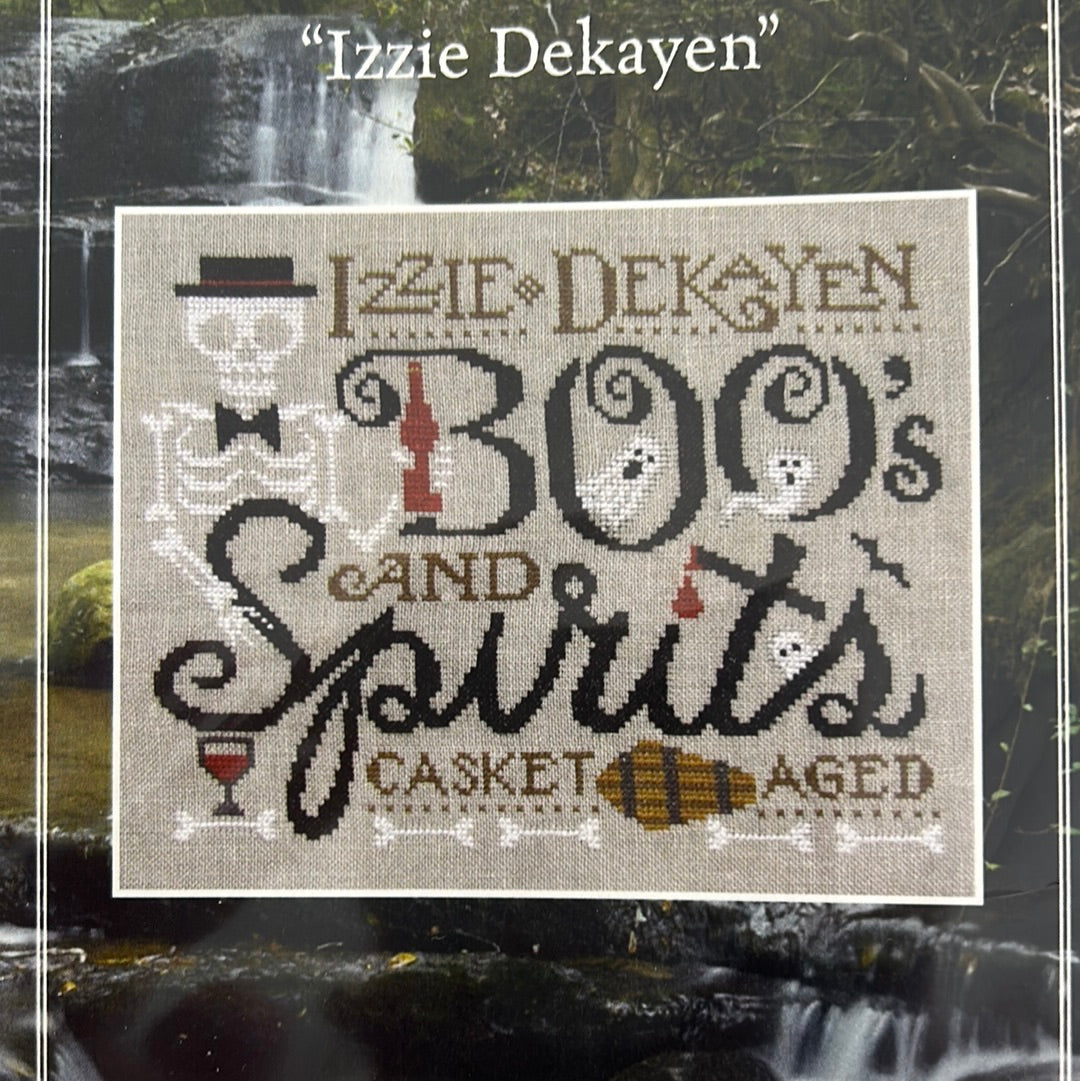 “Izzie Dekayen”
IZZIE DEKAYEN
BOO's
AND
Spirits
CASKET AGED